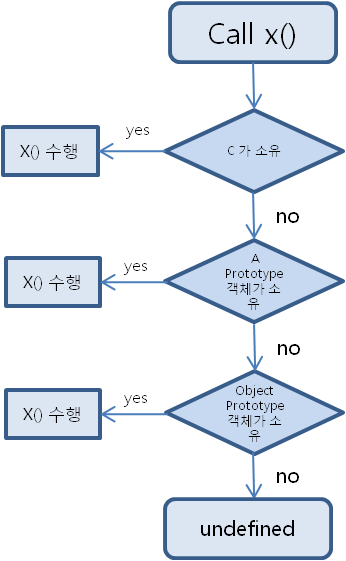 Call x()
yes
X() 수행
C 가 소유
no
yes
X() 수행
A
Prototype
객체가 소
유
no
yes
X() 수행
Object
Prototype
객체가 소
유
no
undefined